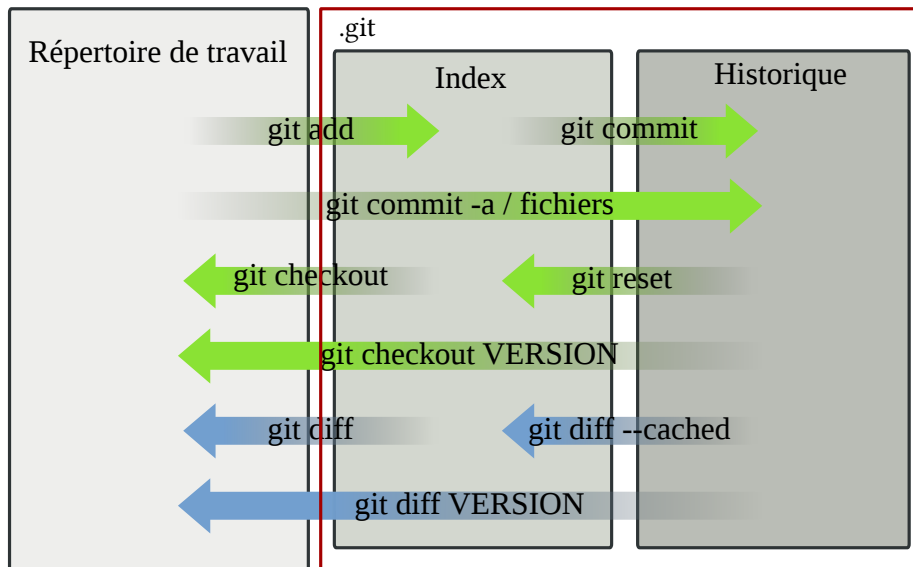 .git
Répertoire de travail
Index
Historique
git add
git commit
git commit -a / fichiers
git checkout
git reset
git checkout VERSION
git diff
git diff --cached
git diff VERSION